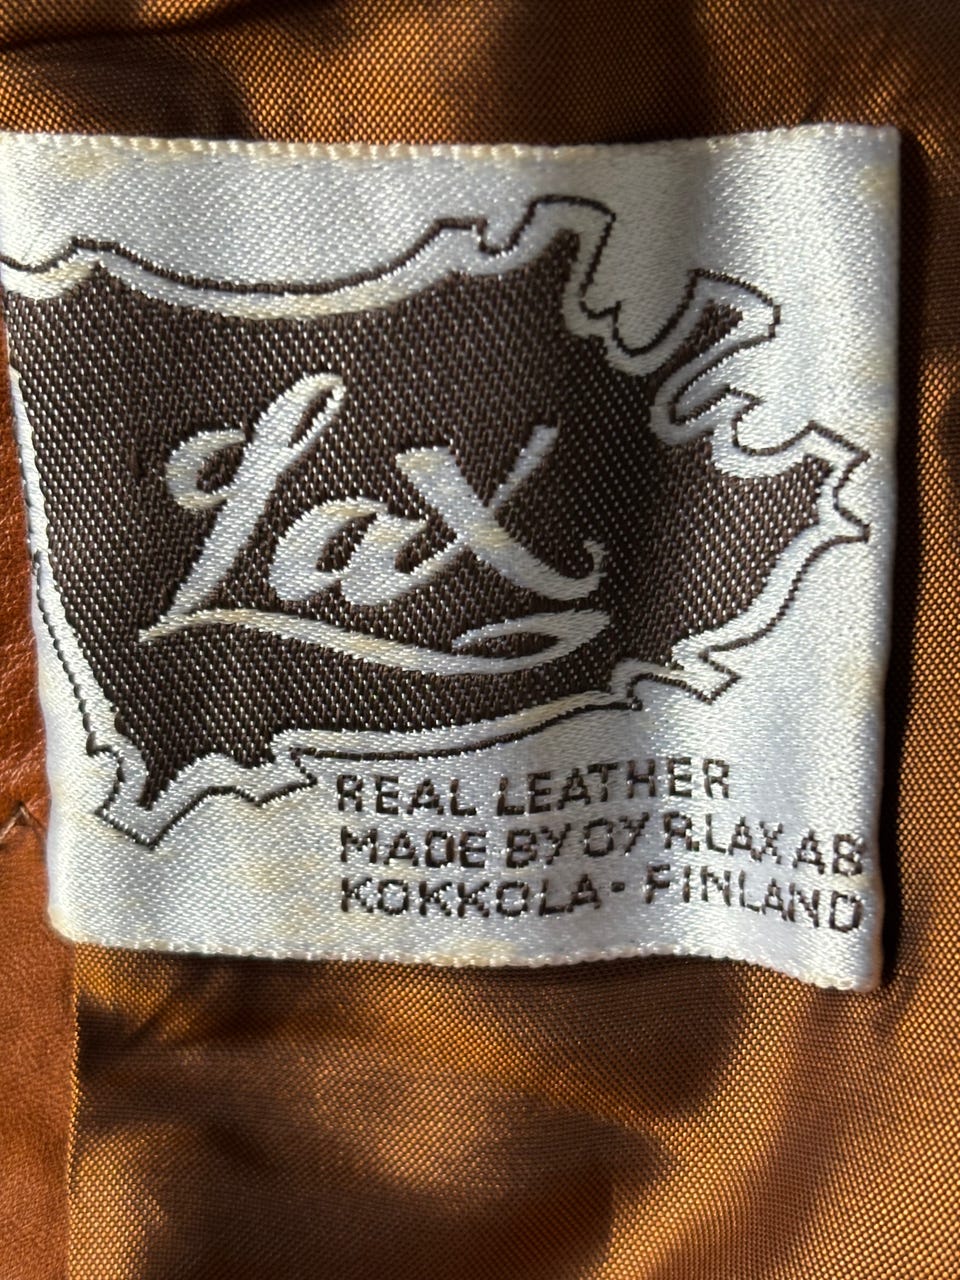 Lax
REAL LEATHER
MADE BY OY R.LAX AB
KOKKOLA - FINLAND